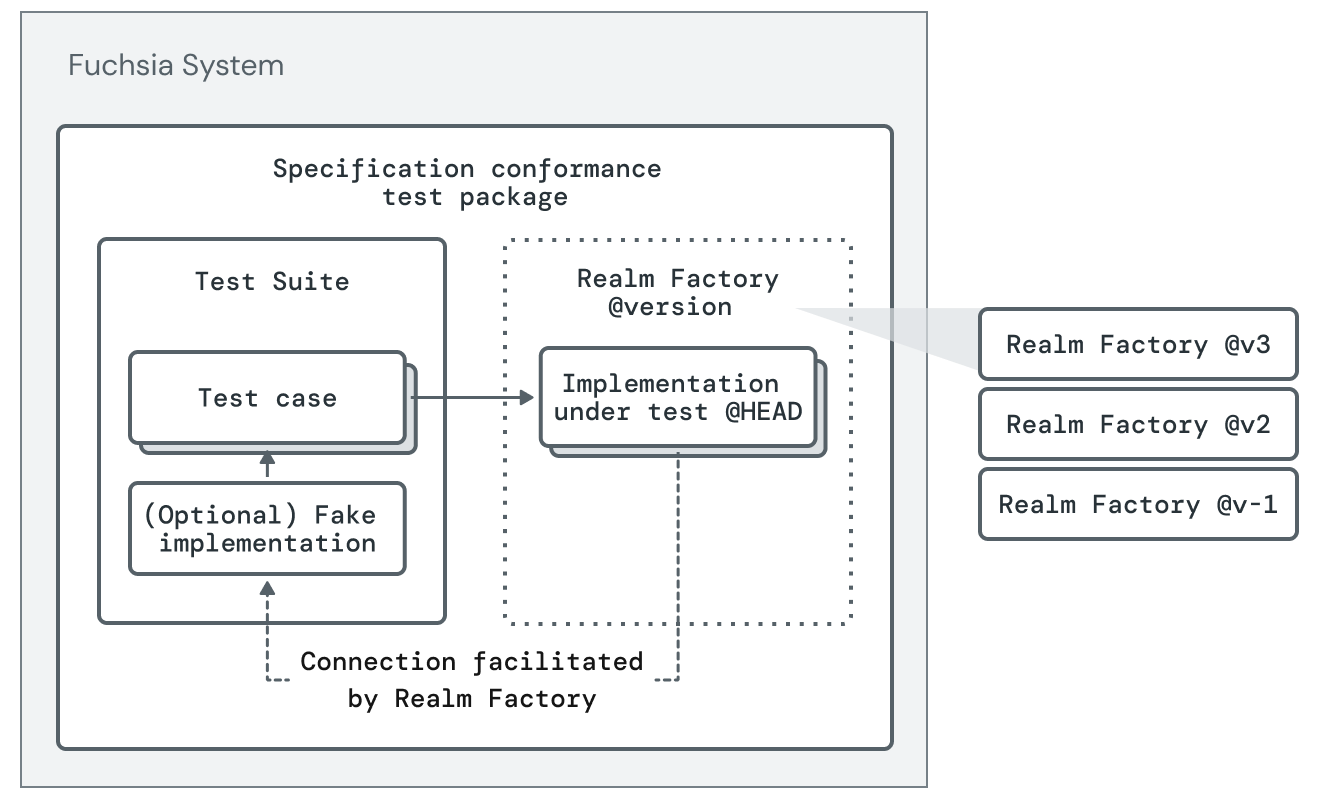 Fuchsia System
Specification conformance
test package
Test Suite
Test case
(Optional) Fake
implementation
Realm Factory
@version
Implementation
under test @HEAD
Connection facilitated
by Realm Factory
Realm Factory @v3
Realm Factory @v2
Realm Factory @v-1